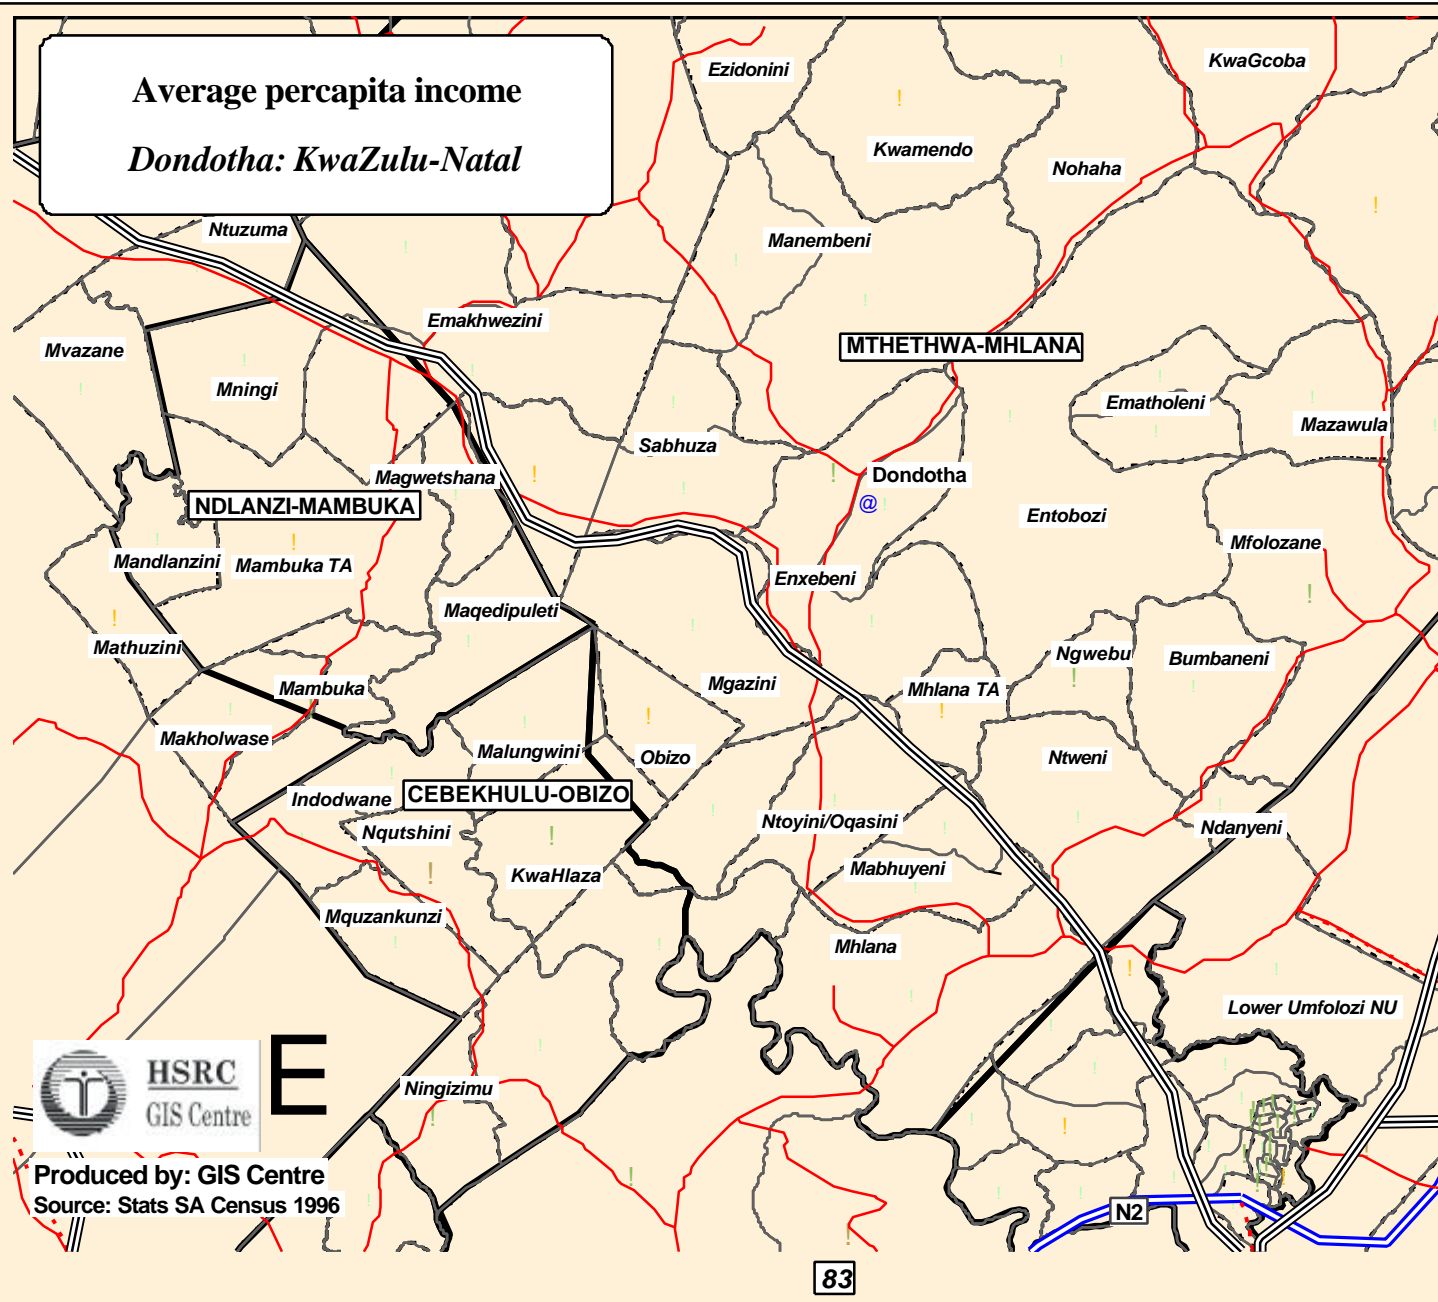 Average percapita income
Dondotha: KwaZulu-Natal
Ezidonini
KwaGcoba
Kwamendo
Nohaha
Ntuzuma
Manembeni
Emakhwezini
MTHETHWA-MHLANA
Mvazane
Mningi
Ematholeni
Mazawula
Sabhuza
Magwetshana
Dondotha
@
NDLANZI-MAMBUKA
Entobozi
Mfolozane
Mandlanzini
Mambuka TA
Enxebeni
Maqedipuleti
Mathuzini
Ngwebu
Bumbaneni
Mambuka
Mgazini
Mhlana TA
Makholwase
Malungwini
Obizo
Ntweni
Indodwane
CEBEKHULU-OBIZO
Nqutshini
Ntoyini/Oqasini
Ndanyeni
KwaHlaza
Mabhuyeni
Mquzankunzi
Mhlana
Lower Umfolozi NU
HSRC
GIS Centre
E
Ningizimu
Produced by: GIS Centre
Source: Stats SA Census 1996
N2
83